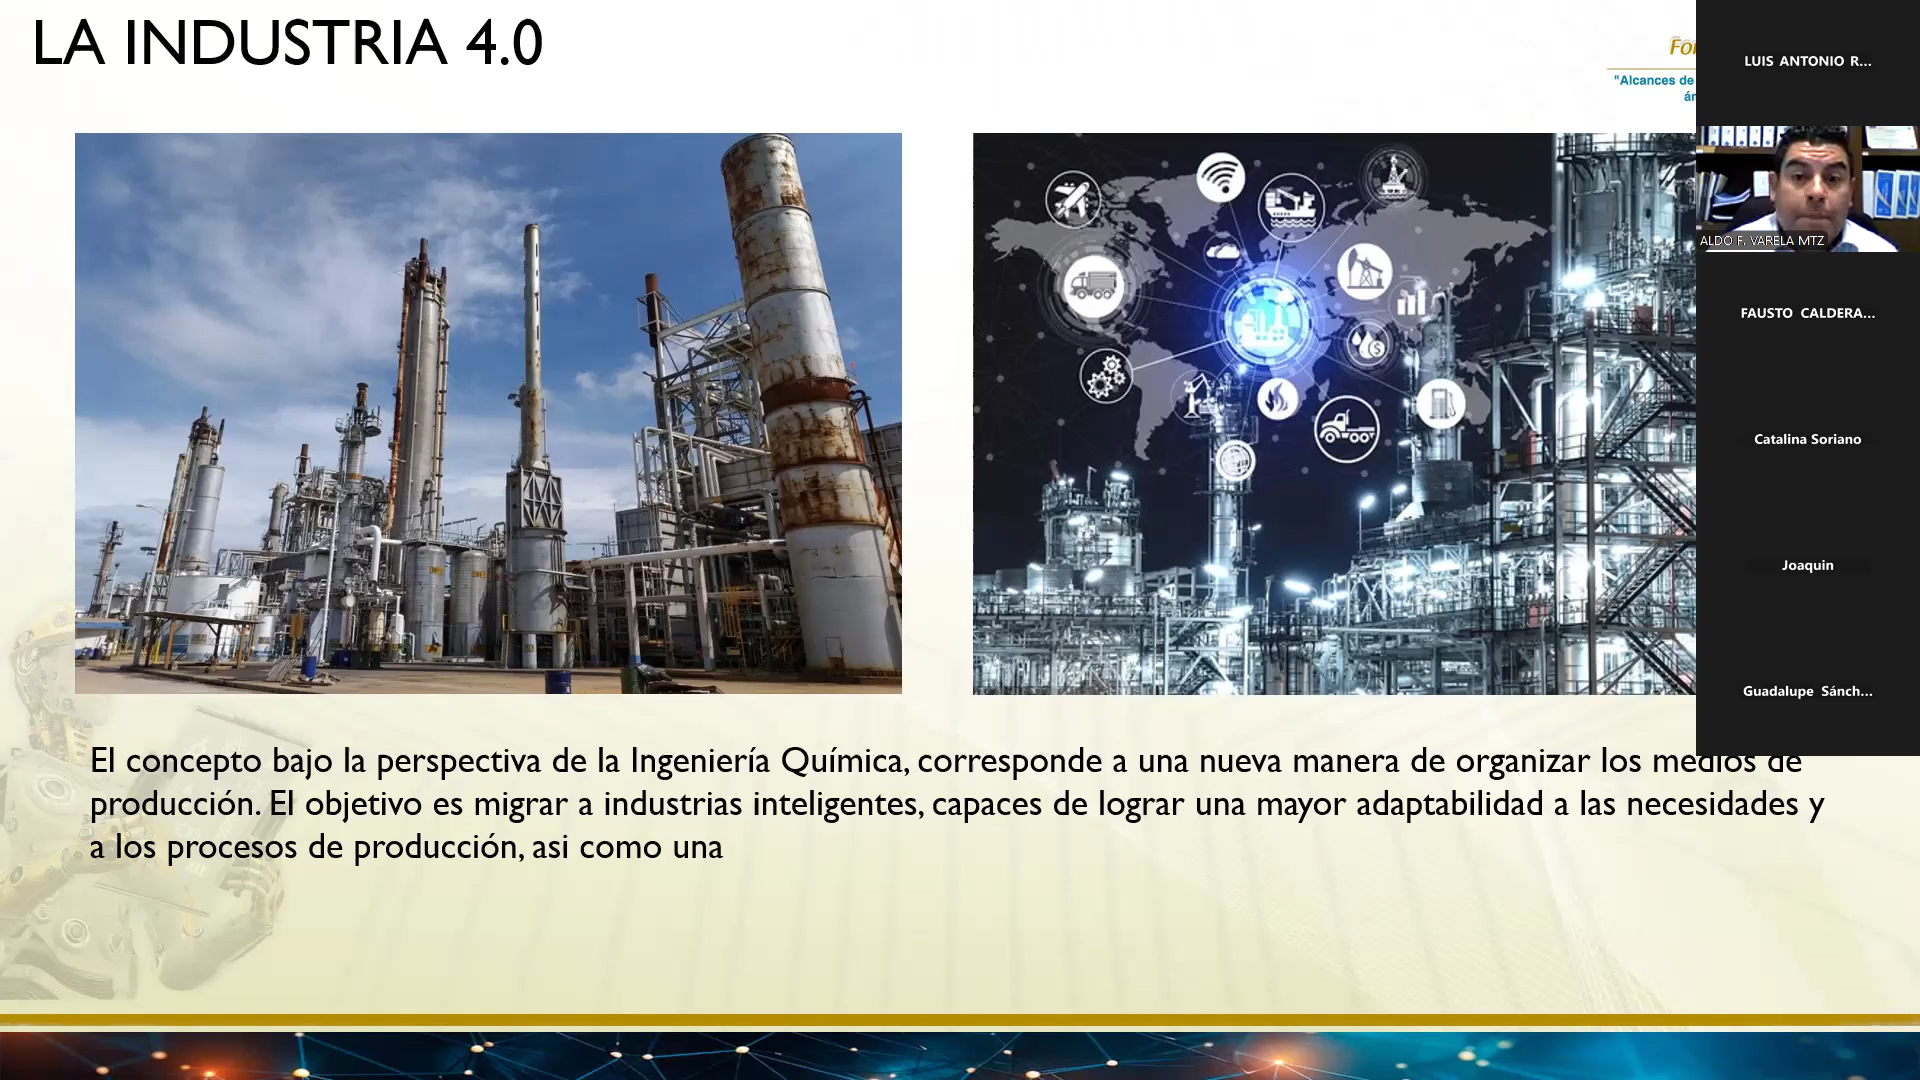 LA INDUSTRIA 4.0
For
"Alcances de
ár
LUIS ANTONIO R...
ALDO F. VARELA MTZ
FAUSTO CALDERA...
Catalina Soriano
Joaquin
Guadalupe Sánch...
El concepto bajo la perspectiva de la Ingeniería Química, corresponde a una nueva manera de organizar los medios de
producción. El objetivo es migrar a industrias inteligentes, capaces de lograr una mayor adaptabilidad a las necesidades y
a los procesos de producción, asi como una